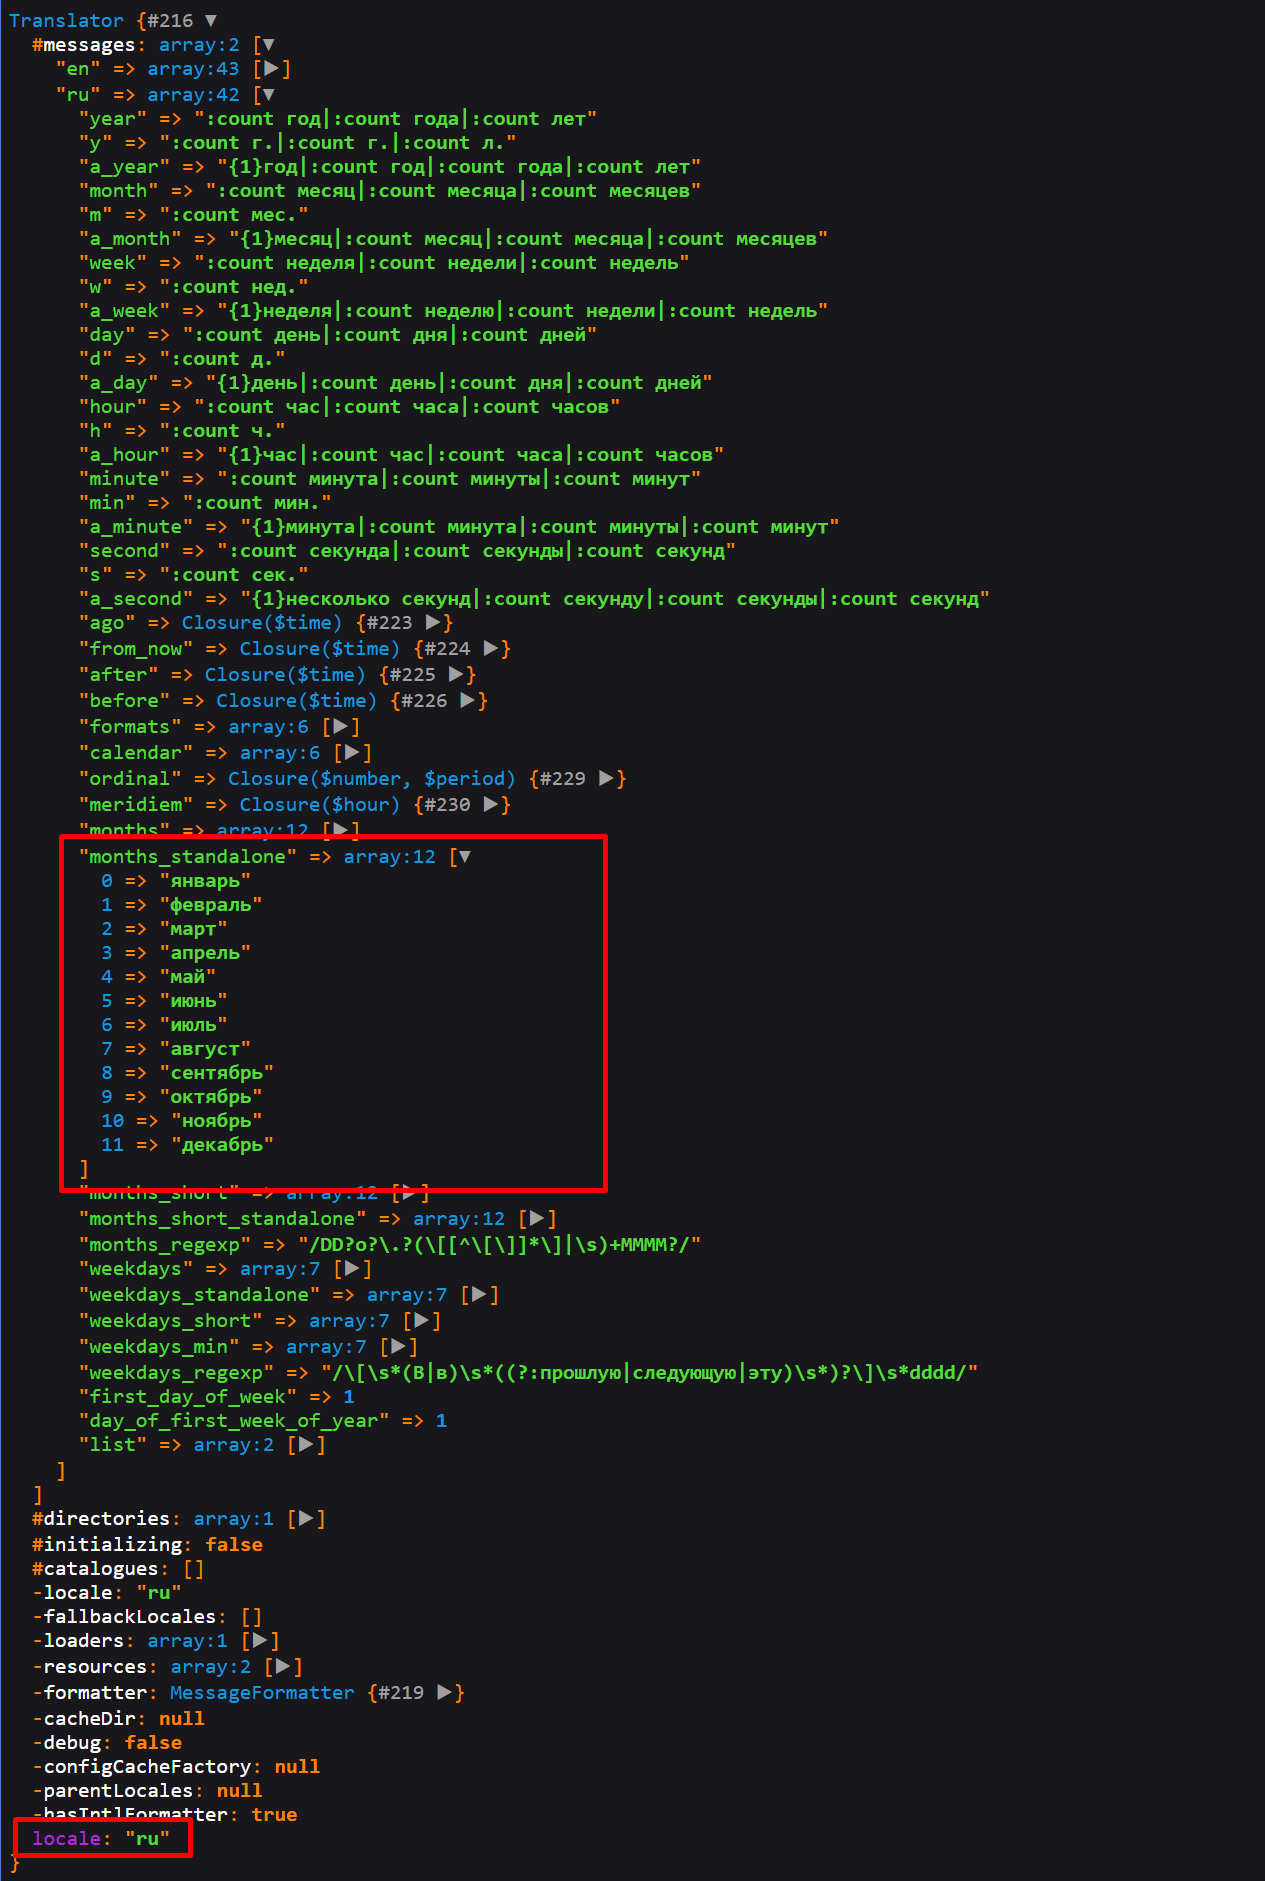 Translator {#216 ▼
#messages: array:2 [▼
"en" => array:43 [▶]
"ru" => array:42 [▼
"year" => ":count год|:count года|:count лет"
"y" => ":count г.|:count г.|:count л."
"a_year" => "{1}год|:count год|:count года|:count лет"
"month" => ":count месяц|:count месяца|:count месяцев"
"m" => ":count мес."
"a_month" => "{1}месяц|:count месяц|:count месяца|:count месяцев"
"week" => ":count неделя|:count недели|:count недель"
"w" => ":count нед."
"a_week" => "{1}неделя|:count неделю|:count недели|:count недель"
"day" => ":count день|:count дня|:count дней"
"d" => ":count д."
"a_day" => "{1}день|:count день|:count дня|:count дней"
"hour" => ":count час|:count часа|:count часов"
"h" => ":count ч."
"a_hour" => "{1}час|:count час|:count часа|:count часов"
"minute" => ":count минута|:count минуты|:count минут"
"min" => ":count мин."
"a_minute" => "{1}минута|:count минута|:count минуты|:count минут"
"second" => ":count секунда|:count секунды|:count секунд"
"s" => ":count сек."
"a_second" => "{1}несколько секунд|:count секунду|:count секунды|:count секунд"
"ago" => Closure($time) {#223 ▶}
"from_now" => Closure($time) {#224 ▶}
"after" => Closure($time) {#225 ▶}
"before" => Closure($time) {#226 ▶}
"formats" => array:6 [▶]
"calendar" => array:6 [▶]
"ordinal" => Closure($number, $period) {#229 ▶}
"meridiem" => Closure($hour) {#230 ▶}
"months" => array:12 [▶]
"months_standalone" => array:12 [▼
0 => "январь"
1 => "февраль"
2 => "март"
3 => "апрель"
4 => "май"
5 => "июнь"
6 => "июль"
7 => "август"
8 => "сентябрь"
9 => "октябрь"
10 => "ноябрь"
11 => "декабрь"
]
"months_short" => array:12 [▶]
"months_short_standalone" => array:12 [▶]
"months_regexp" => "/DD?o?\.?(\[[^\[\]]*\]|\s)+MMMM?/"
"weekdays" => array:7 [▶]
"weekdays_standalone" => array:7 [▶]
"weekdays_short" => array:7 [▶]
"weekdays_min" => array:7 [▶]
"weekdays_regexp" => "/\[\s*(В|в)\s*((?:прошлую|следующую|эту)\s*)?\]\s*dddd/"
"first_day_of_week" => 1
"day_of_first_week_of_year" => 1
"list" => array:2 [▶]
]
]
#directories: array:1 [▶]
#initializing: false
#catalogues: []
-locale: "ru"
-fallbackLocales: []
-loaders: array:1 [▶]
-resources: array:2 [▶]
-formatter: MessageFormatter {#219 ▶}
-cacheDir: null
-debug: false
-configCacheFactory: null
-parentLocales: null
-hasIntlFormatter: true
locale: "ru"
}